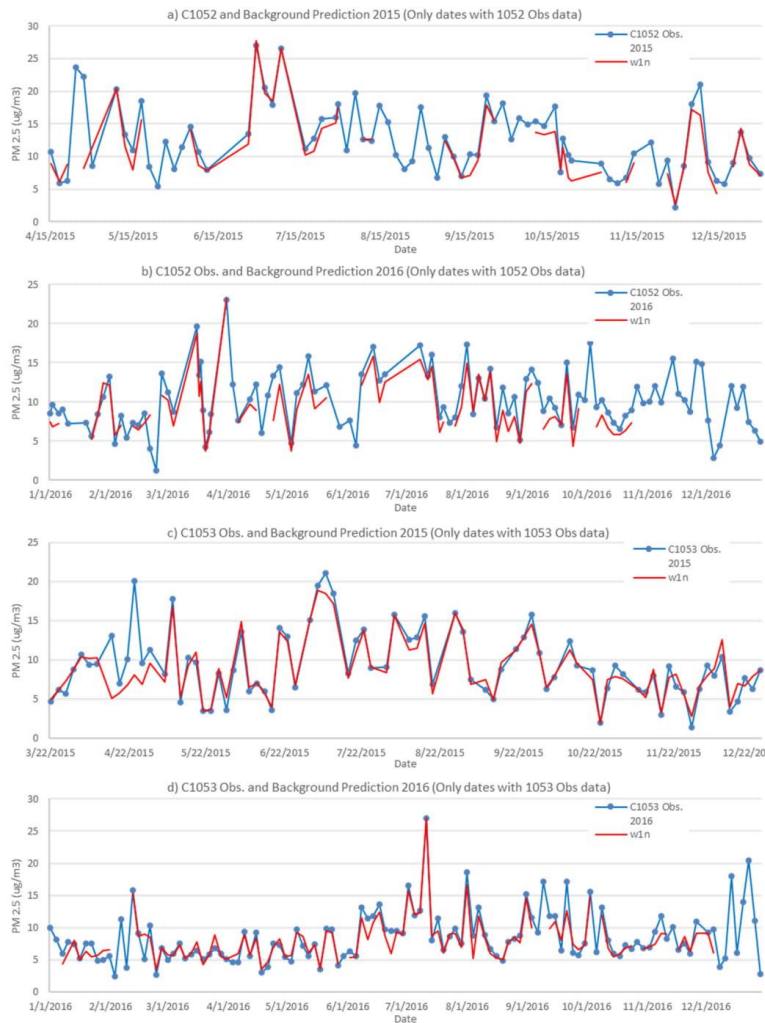 a) C1052 and Background Prediction 2015 (Only dates with 1052 Obs data)
30
25
20
15
10
5
0
PM 2.5 (ug/m3)
C1052 Obs.
2015
w1n
4/15/2015 5/15/2015 6/15/2015 7/15/2015 8/15/2015 9/15/2015 10/15/2015 11/15/2015 12/15/2015
Date
b) C1052 Obs. and Background Prediction 2016 (Only dates with 1052 Obs data)
25
20
15
10
5
0
PM 2.5 (ug/m3)
C1052 Obs.
2016
w1n
1/1/2016 2/1/2016 3/1/2016 4/1/2016 5/1/2016 6/1/2016 7/1/2016 8/1/2016 9/1/2016 10/1/2016 11/1/2016 12/1/2016
Date
c) C1053 Obs. and Background Prediction 2015 (Only dates with 1053 Obs data)
25
20
15
10
5
0
PM 2.5 (ug/m3)
C1053 Obs.
2015
w1n
3/22/2015 4/22/2015 5/22/2015 6/22/2015 7/22/2015 8/22/2015 9/22/2015 10/22/2015 11/22/2015 12/22/2015
Date
d) C1053 Obs. and Background Prediction 2016 (Only dates with 1053 Obs data)
30
25
20
15
10
5
0
PM 2.5 (ug/m3)
C1053 Obs.
2016
w1n
1/1/2016 2/1/2016 3/1/2016 4/1/2016 5/1/2016 6/1/2016 7/1/2016 8/1/2016 9/1/2016 10/1/2016 11/1/2016 12/1/2016
Date